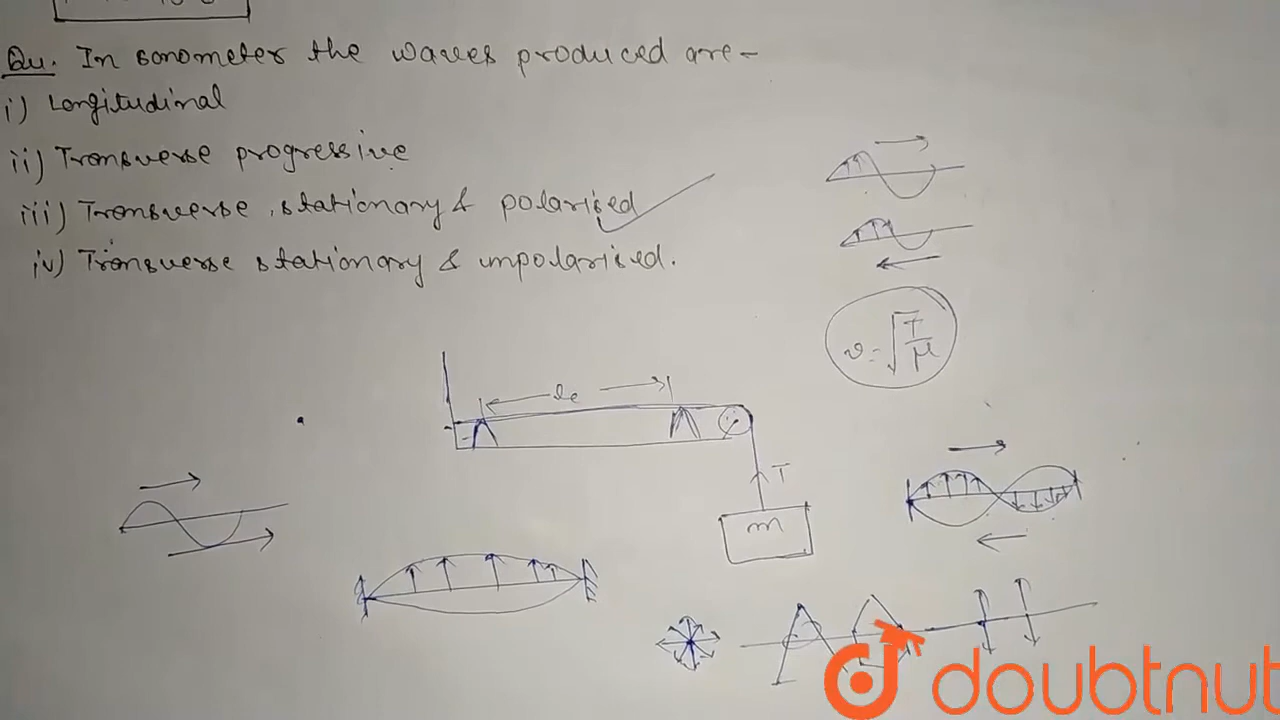 Qu. In sonometer the waves produced are-
i) Longitudinal
ii) Transverse progressive
iii) Transverse, stationary & polarised
iv) Transverse stationary & unpolarised.
v = √T/μ
le
T
m
doubtnut